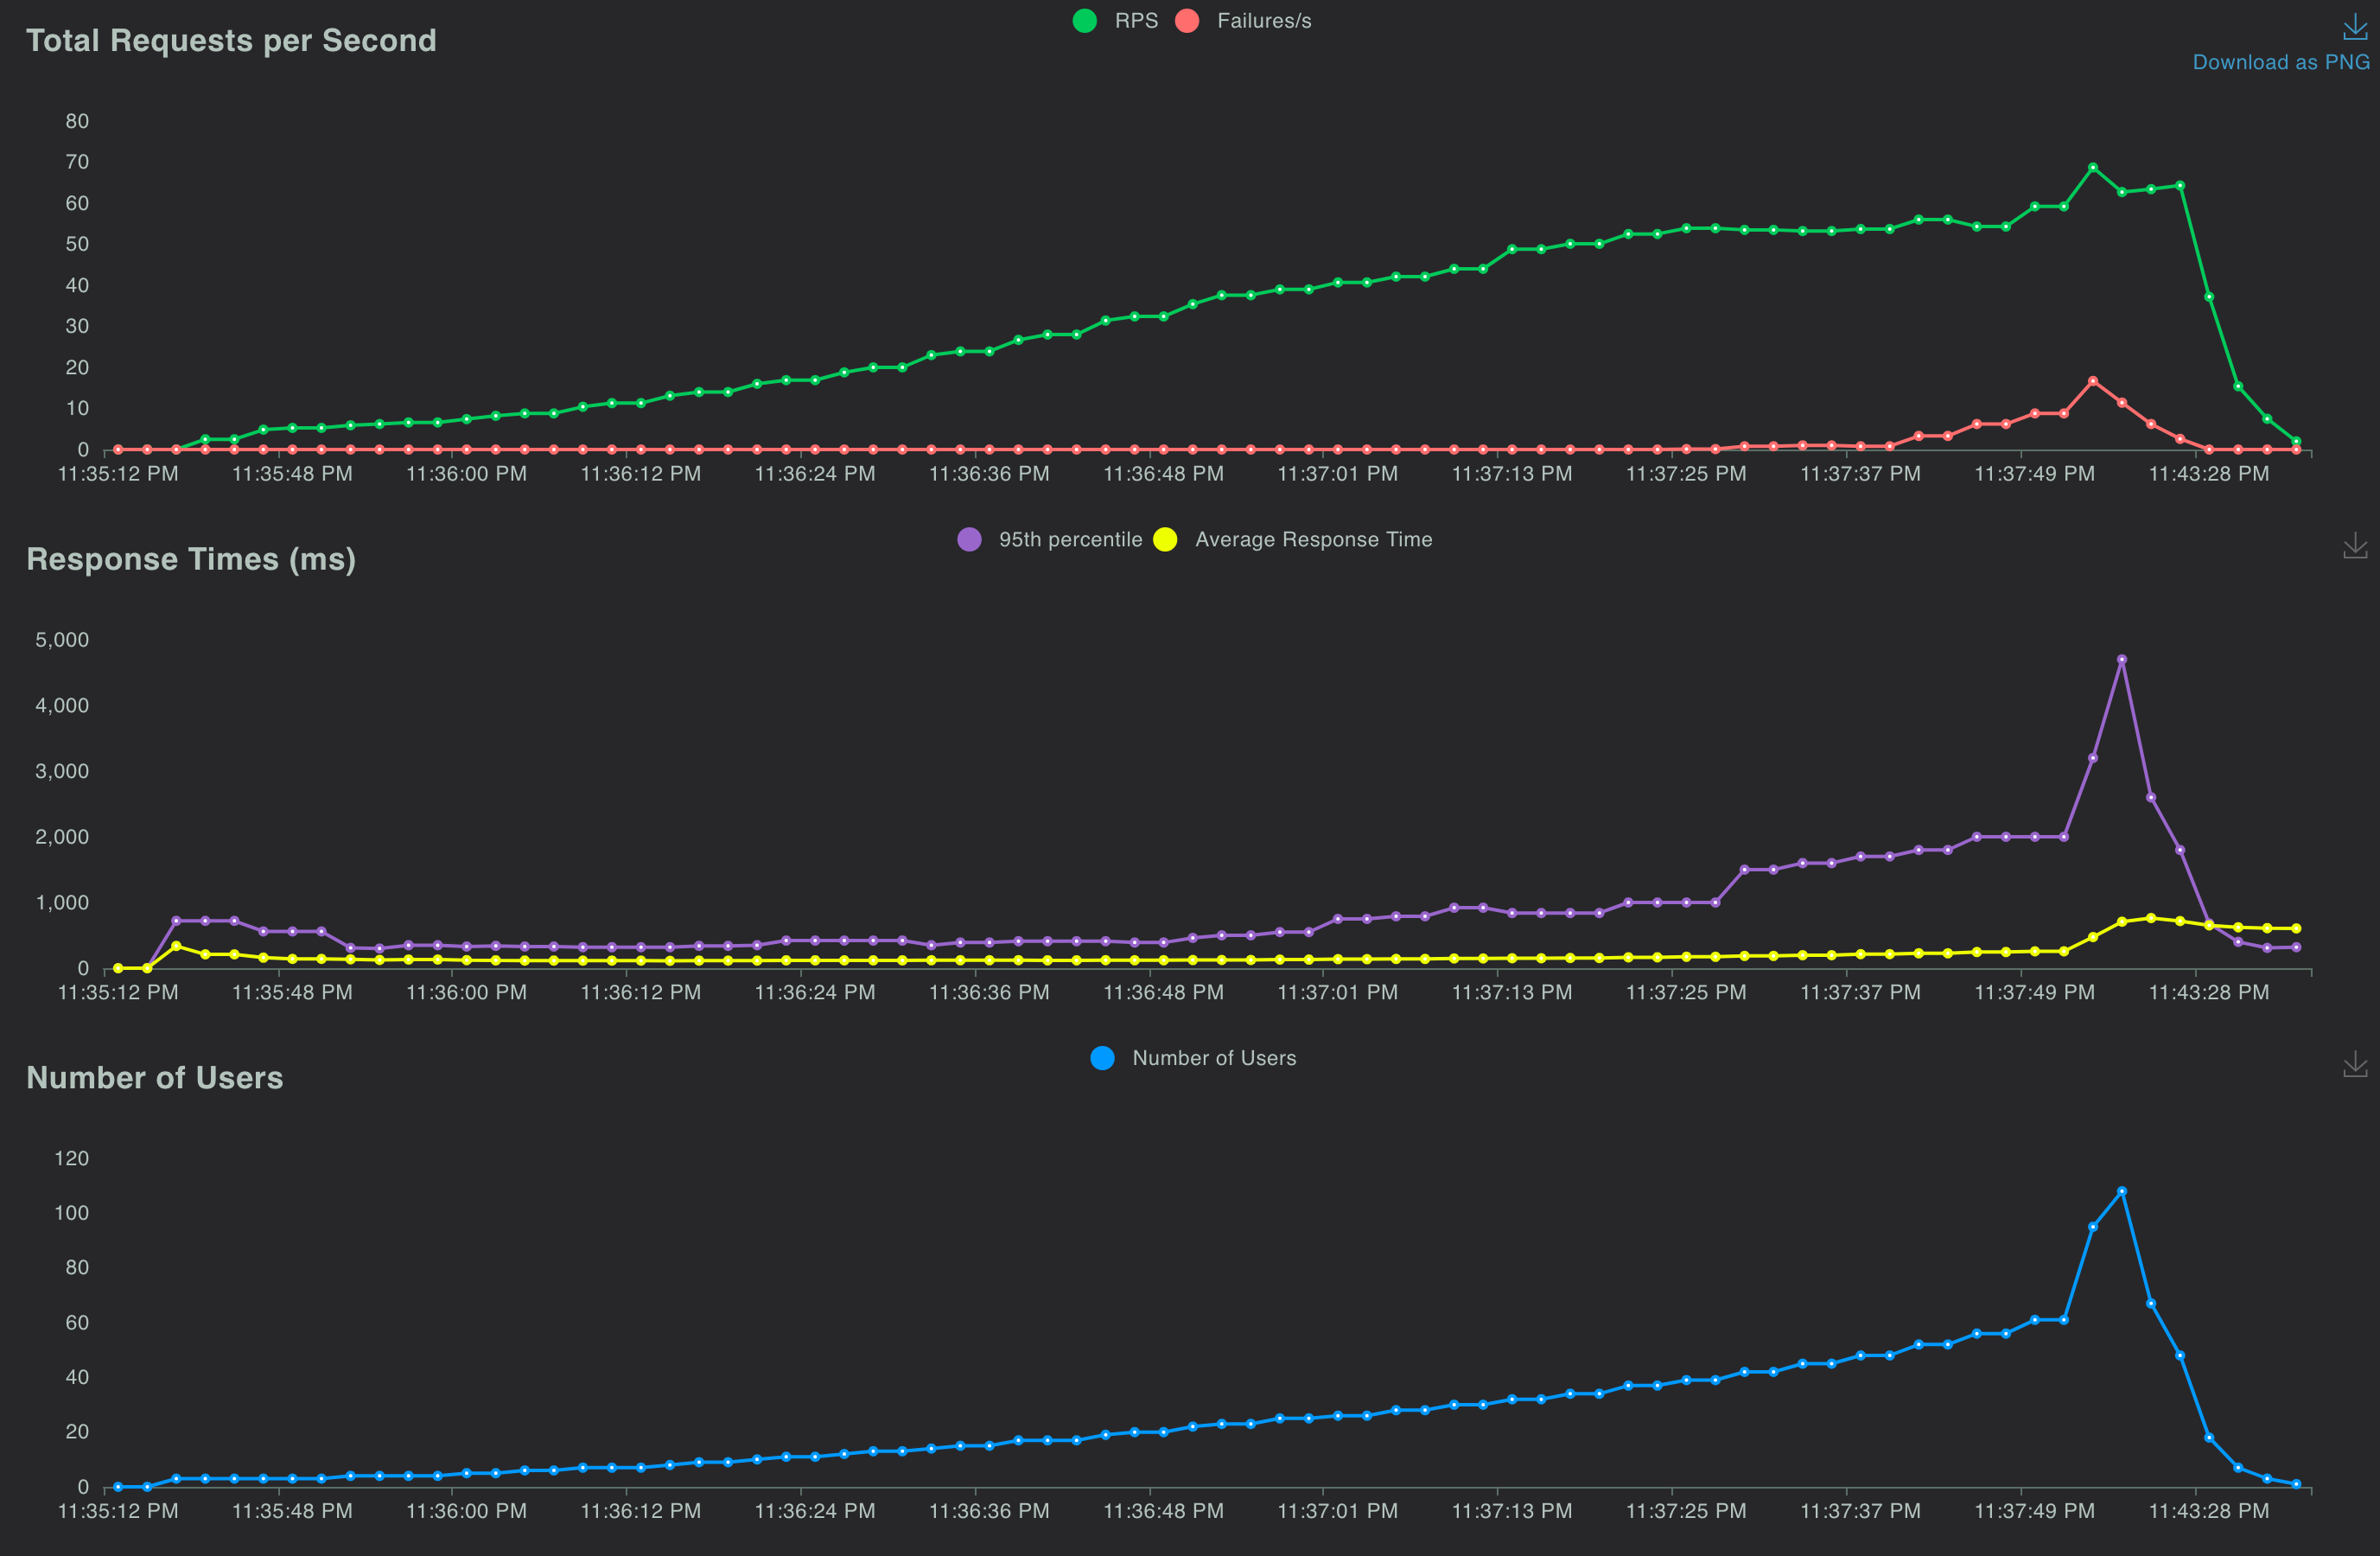 RPS Failures/s
Total Requests per Second
Download as PNG
80
70
60
50
40
30
20
10
0
11:35:12 PM 11:35:48 PM 11:36:00 PM 11:36:12 PM 11:36:24 PM 11:36:36 PM 11:36:48 PM 11:37:01 PM 11:37:13 PM 11:37:25 PM 11:37:37 PM 11:37:49 PM 11:43:28 PM
95th percentile Average Response Time
Response Times (ms)
5,000
4,000
3,000
2,000
1,000
0
11:35:12 PM 11:35:48 PM 11:36:00 PM 11:36:12 PM 11:36:24 PM 11:36:36 PM 11:36:48 PM 11:37:01 PM 11:37:13 PM 11:37:25 PM 11:37:37 PM 11:37:49 PM 11:43:28 PM
Number of Users
Number of Users
120
100
80
60
40
20
0
11:35:12 PM 11:35:48 PM 11:36:00 PM 11:36:12 PM 11:36:24 PM 11:36:36 PM 11:36:48 PM 11:37:01 PM 11:37:13 PM 11:37:25 PM 11:37:37 PM 11:37:49 PM 11:43:28 PM